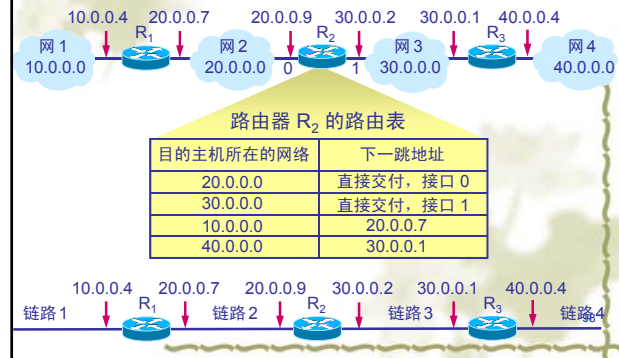 10.0.0.4 20.0.0.7 20.0.0.9 30.0.0.2 30.0.0.1 40.0.0.4
网 1 R1 网 2 R2 网 3 R3 网 4
10.0.0.0 20.0.0.0 0 1 30.0.0.0 40.0.0.0
路由器 R2 的路由表
目的主机所在的网络 下一跳地址
20.0.0.0 直接交付，接口 0
30.0.0.0 直接交付，接口 1
10.0.0.0 20.0.0.7
40.0.0.0 30.0.0.1
10.0.0.4 20.0.0.7 20.0.0.9 30.0.0.2 30.0.0.1 40.0.0.4
链路 1 R1 链路 2 R2 链路 3 R3 链路 4